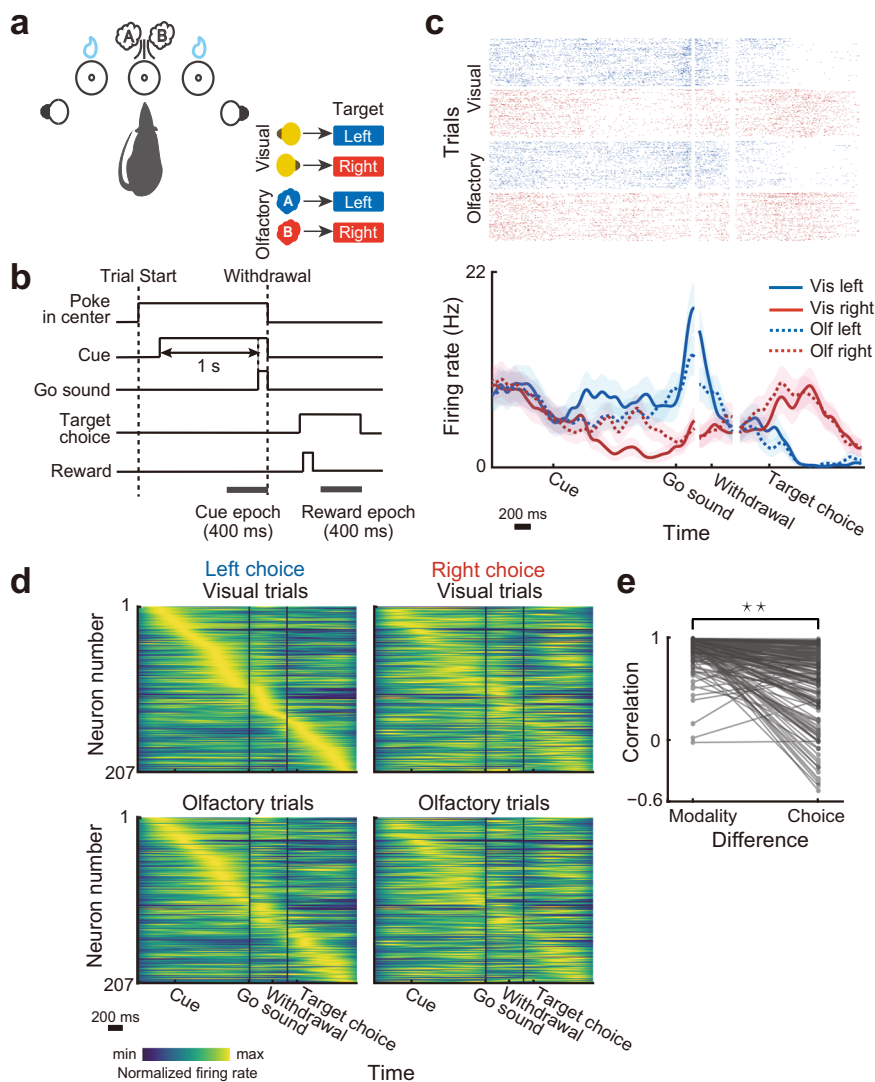 a
A
B
Target
Visual
Left
Right
Olfactory
A
Left
B
Right
b
Trial Start
Withdrawal
Poke
in center
Cue
1 s
Go sound
Target
choice
Reward
Cue epoch
(400 ms)
Reward epoch
(400 ms)
c
Trials
Visual
Olfactory
22
Firing rate (Hz)
0
Vis left
Vis right
Olf left
Olf right
Cue
Go sound
Withdrawal
Target choice
200 ms
Time
d
Left choice
Right choice
Visual trials
Visual trials
1
Neuron number
207
Olfactory trials
Olfactory trials
1
Neuron number
207
Cue
Go sound
Withdrawal
Target choice
Cue
Go sound
Withdrawal
Target choice
200 ms
min
max
Normalized firing rate
Time
e
**
1
Correlation
0
−0.6
Modality
Choice
Difference